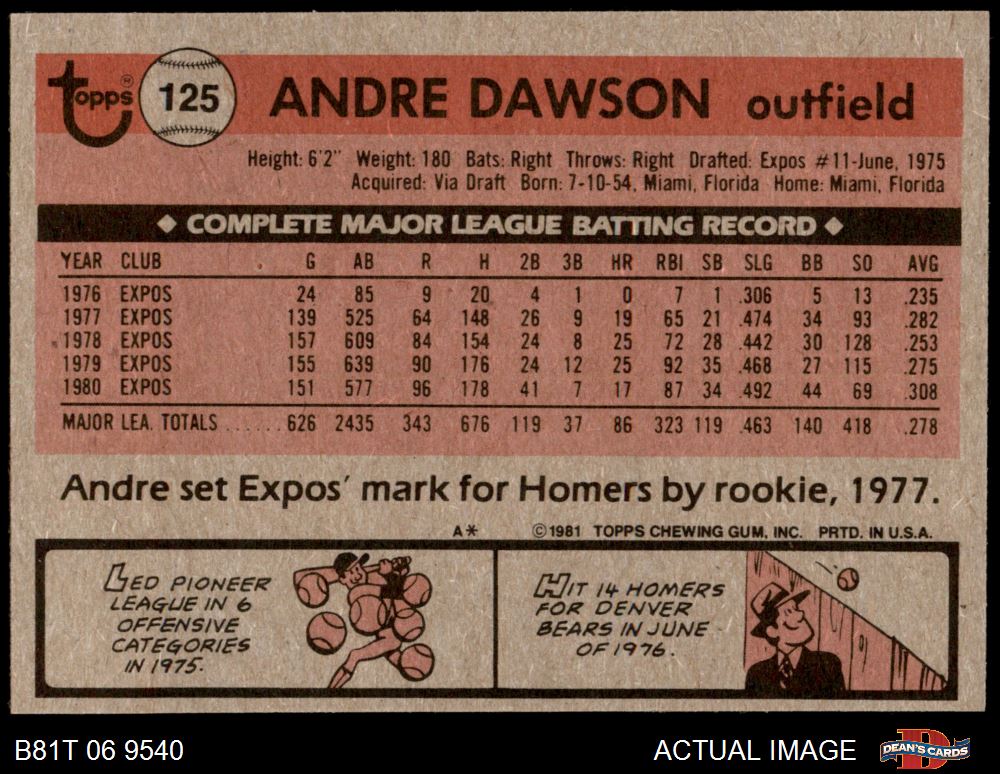 Topps® 125 ANDRE DAWSON outfield
Height: 6'2" Weight: 180 Bats: Right Throws: Right Drafted: Expos #11-June, 1975
Acquired: Via Draft Born: 7-10-54, Miami, Florida Home: Miami, Florida
◆ COMPLETE MAJOR LEAGUE BATTING RECORD ◆
YEAR CLUB G AB R H 2B 3B HR RBI SB SLG BB SO AVG
1976 EXPOS 24 85 9 20 4 1 0 7 1 .306 5 13 .235
1977 EXPOS 139 525 64 148 26 9 19 65 21 .474 34 93 .282
1978 EXPOS 157 609 84 154 24 8 25 72 28 .442 30 128 .253
1979 EXPOS 155 639 90 176 24 12 25 92 35 .468 27 115 .275
1980 EXPOS 151 577 96 178 41 7 17 87 34 .492 44 69 .308
MAJOR LEA. TOTALS ...... 626 2435 343 676 119 37 86 323 119 .463 140 418 .278
Andre set Expos' mark for Homers by rookie, 1977.
A* ©1981 TOPPS CHEWING GUM, INC. PRTD. IN U.S.A.
LED PIONEER
LEAGUE IN 6
OFFENSIVE
CATEGORIES
IN 1975.
HIT 14 HOMERS
FOR DENVER
BEARS IN JUNE
OF 1976.
B81T 06 9540 ACTUAL IMAGE DEAN'S CARDS